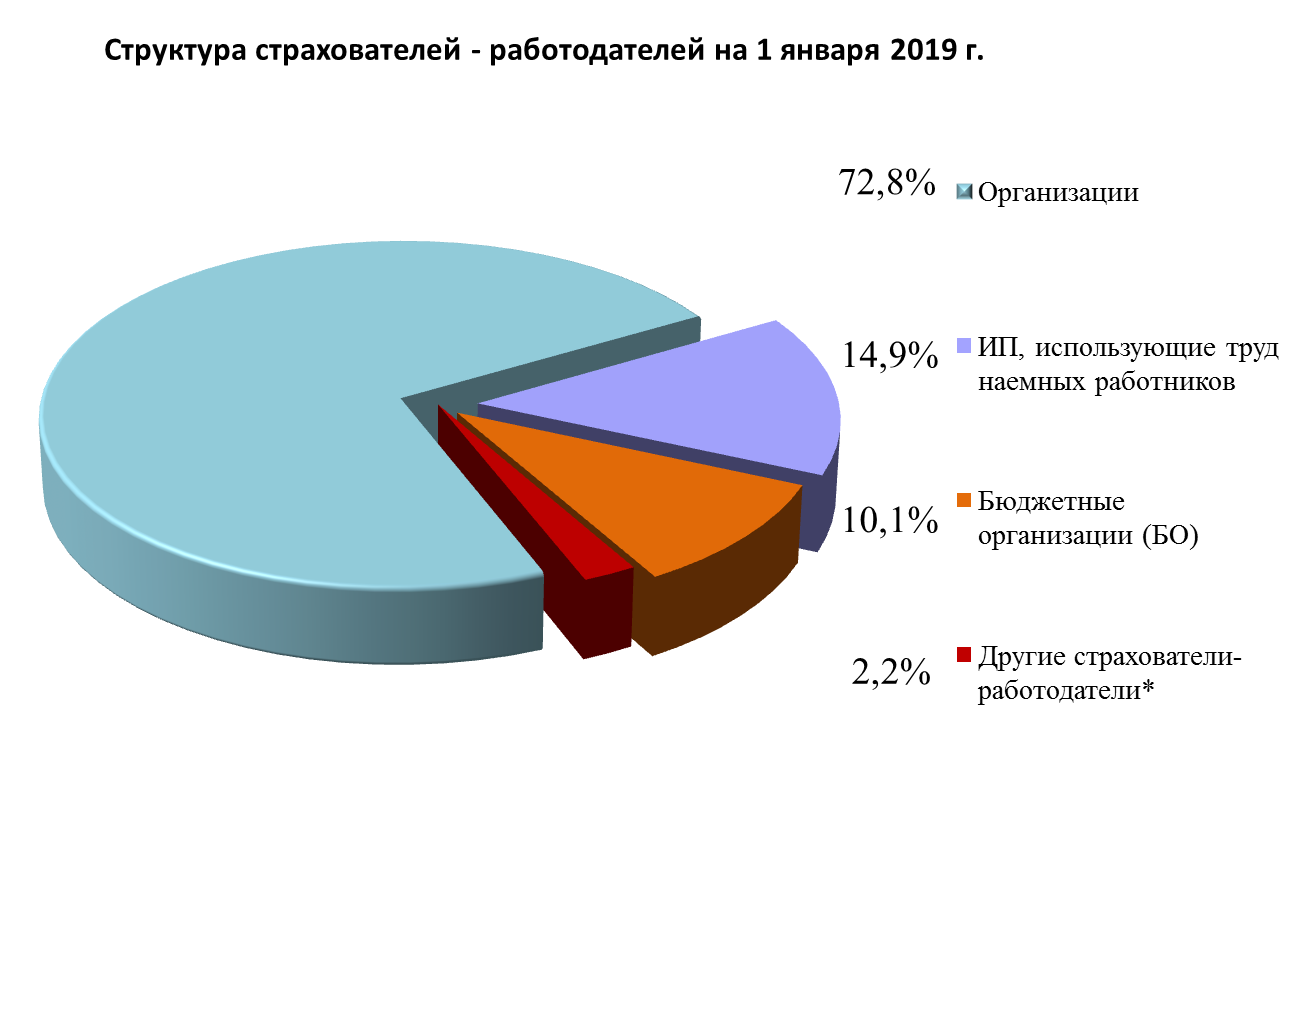 Структура страхователей - работодателей на 1 января 2019 г.
72,8%
Организации
14,9%
ИП, использующие труд
наемных работников
10,1%
Бюджетные
организации (БО)
2,2%
Другие страхователи-
работодатели*